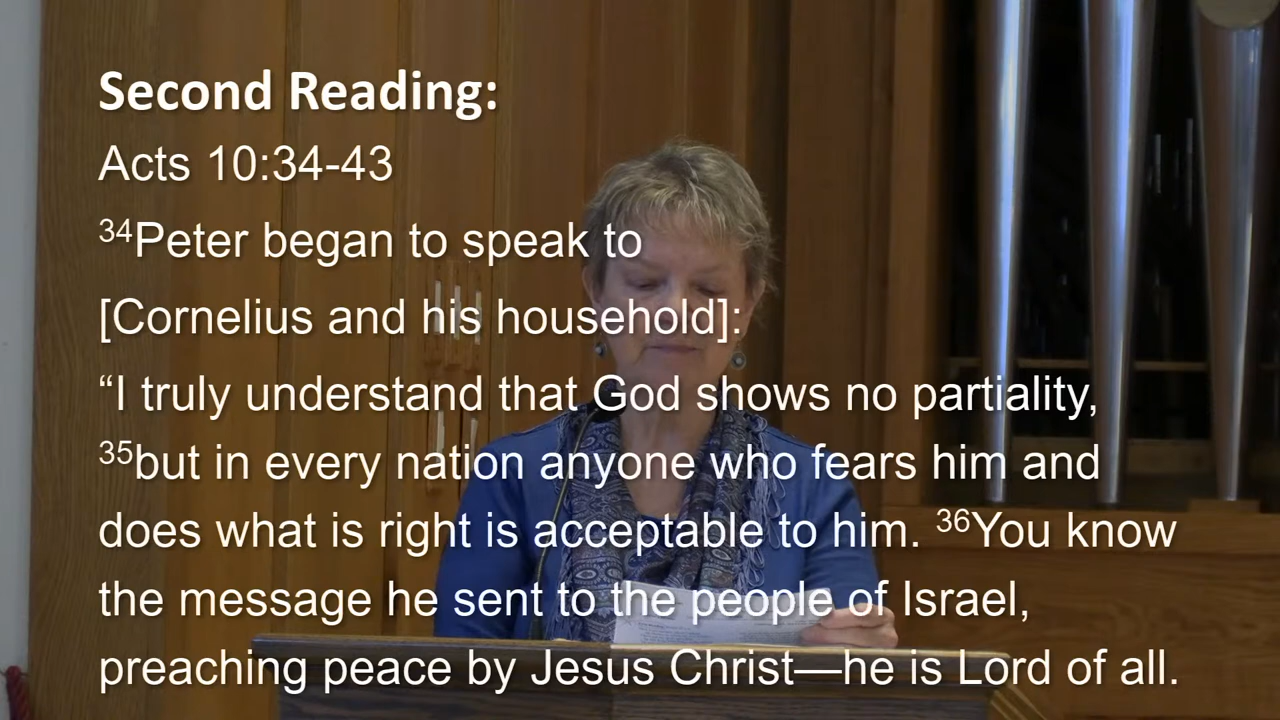 Second Reading:
Acts 10:34-43
³⁴Peter began to speak to
[Cornelius and his household]:
“I truly understand that God shows no partiality,
³⁵but in every nation anyone who fears him and
does what is right is acceptable to him. ³⁶You know
the message he sent to the people of Israel,
preaching peace by Jesus Christ—he is Lord of all.